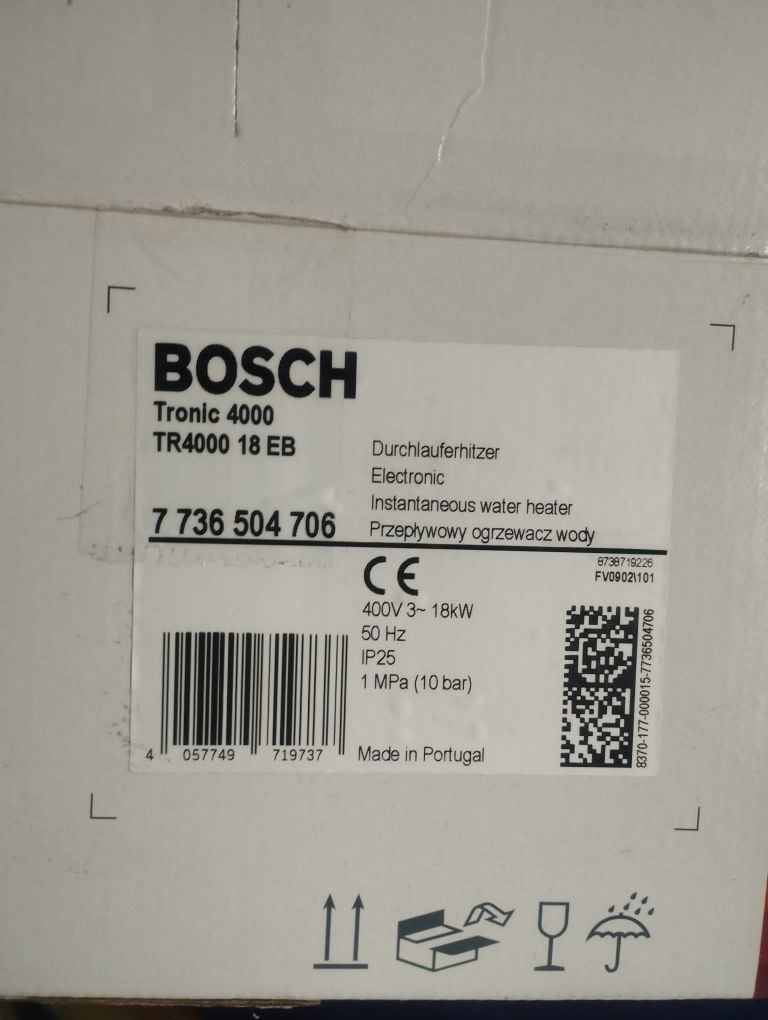 BOSCH
Tronic 4000
TR4000 18 EB
7 736 504 706
Durchlauferhitzer
Electronic
Instantaneous water heater
Przepływowy ogrzewacz wody
8738719226
FV0902\101
CE
400V 3~ 18kW
50 Hz
IP25
1 MPa (10 bar)
Made in Portugal
4 057749 719737
8370-177-000015-7736504706